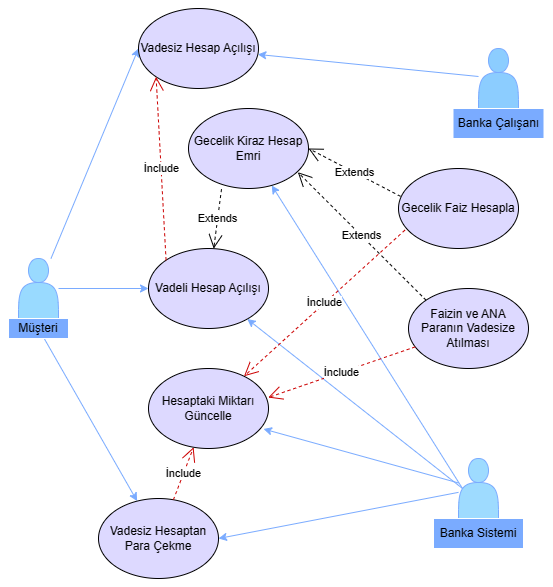 Vadesiz Hesap Açılışı
Banka Çalışanı
Gecelik Kiraz Hesap
Emri
İnclude
Extends
Gecelik Faiz Hesapla
Extends
Extends
Müşteri
Vadeli Hesap Açılışı
İnclude
Faizin ve ANA
Paranın Vadesize
Atılması
İnclude
Hesaptaki Miktarı
Güncelle
İnclude
Vadesiz Hesaptan
Para Çekme
Banka Sistemi